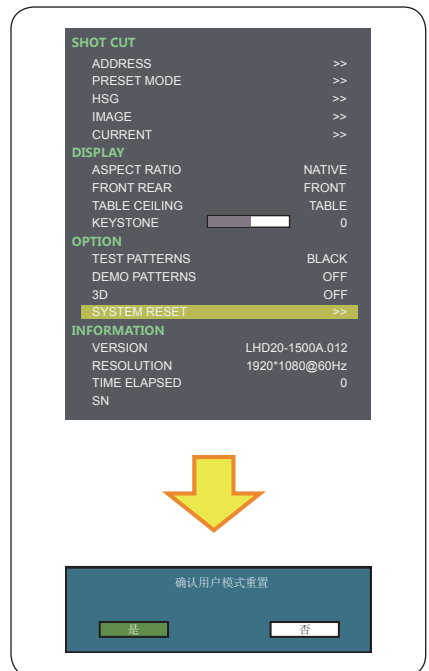 SHOT CUT
ADDRESS >>
PRESET MODE >>
HSG >>
IMAGE >>
CURRENT >>
DISPLAY
ASPECT RATIO NATIVE
FRONT REAR FRONT
TABLE CEILING TABLE
KEYSTONE 0
OPTION
TEST PATTERNS BLACK
DEMO PATTERNS OFF
3D OFF
SYSTEM RESET >>
INFORMATION
VERSION LHD20-1500A.012
RESOLUTION 1920*1080@60Hz
TIME ELAPSED 0
SN
确认用户模式重置
是 否